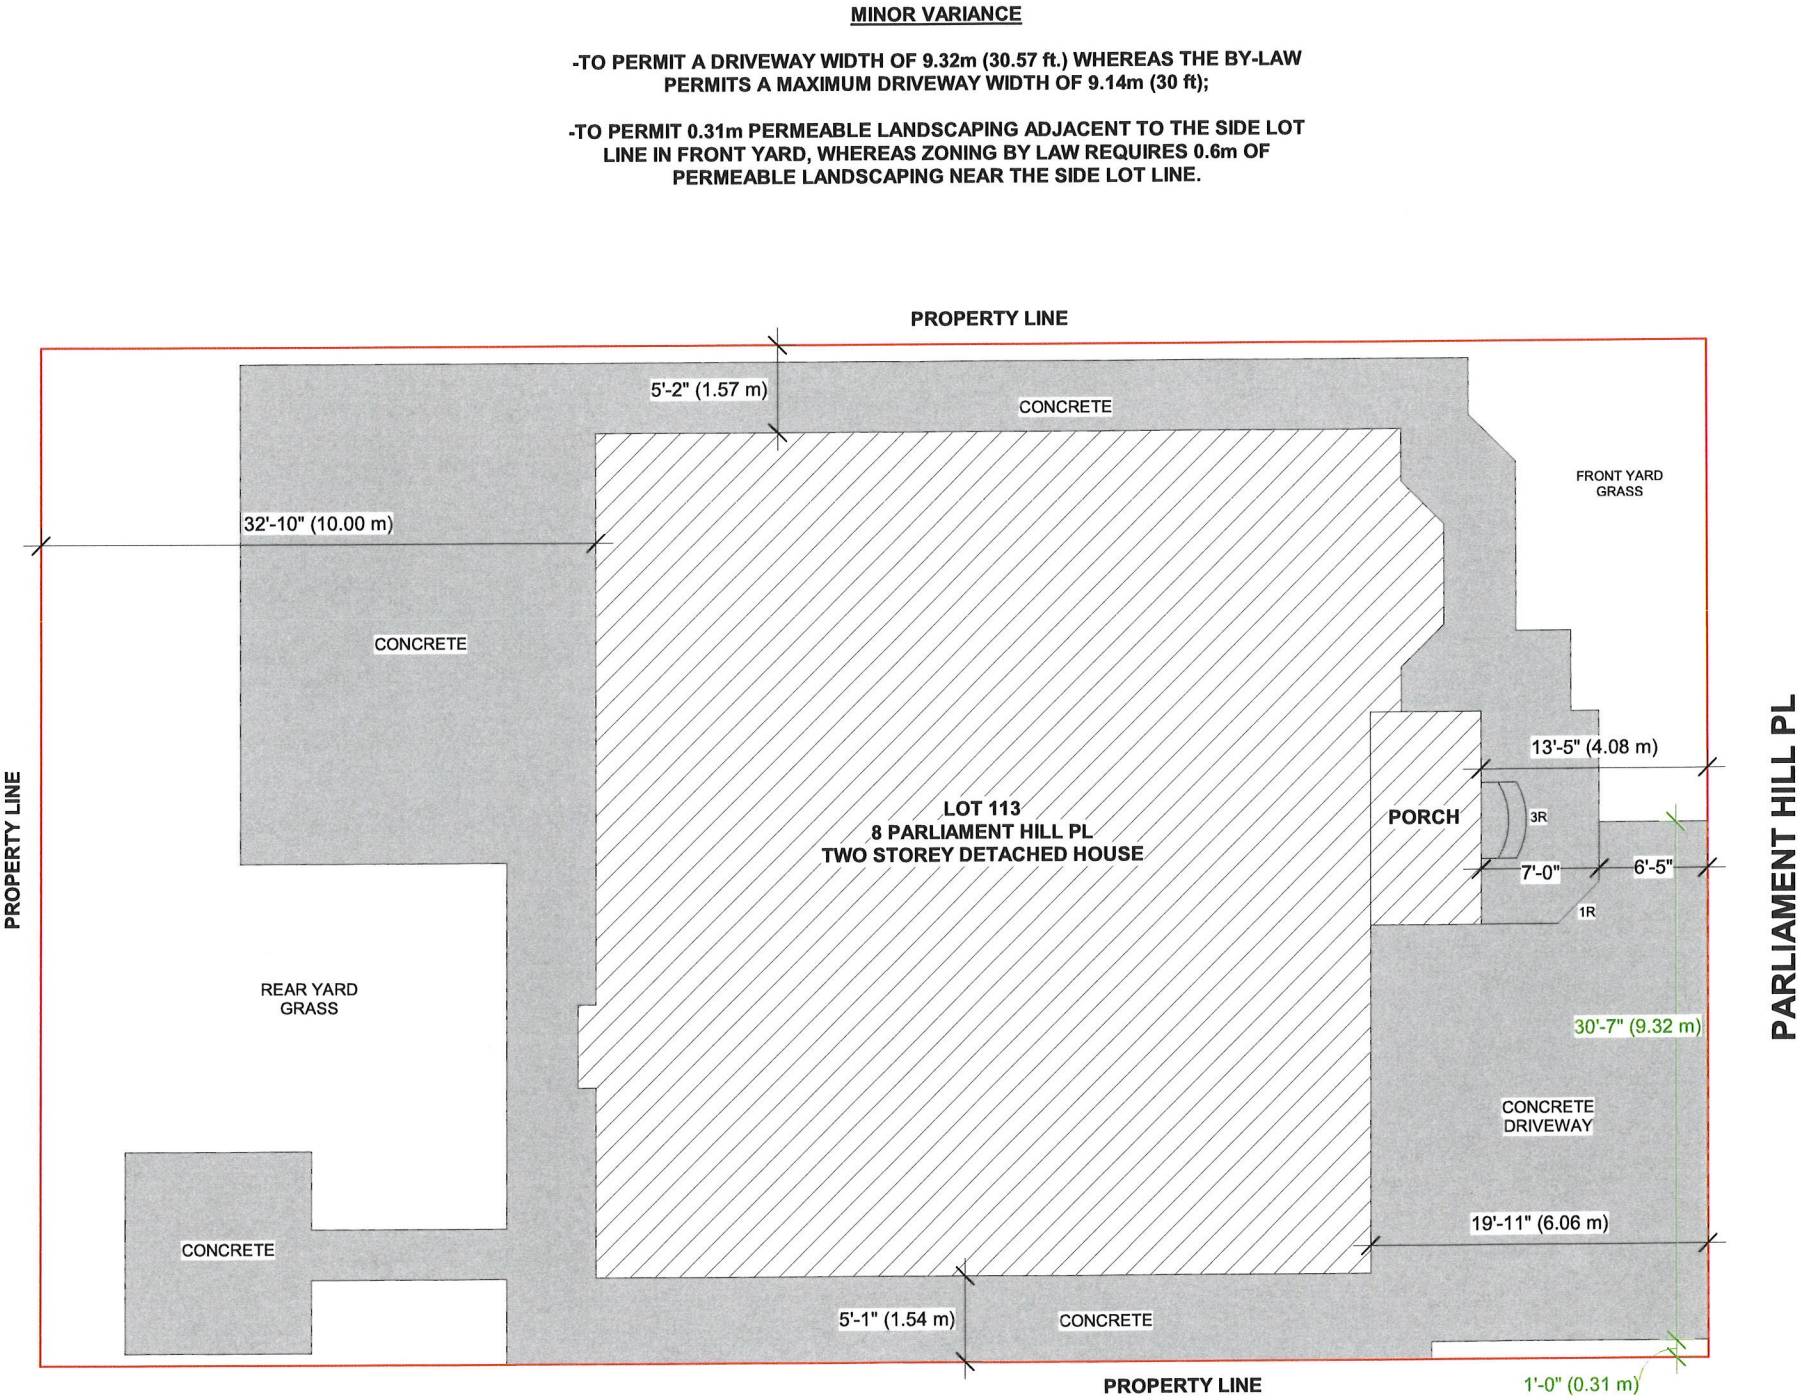 MINOR VARIANCE
-TO PERMIT A DRIVEWAY WIDTH OF 9.32m (30.57 ft.) WHEREAS THE BY-LAW
PERMITS A MAXIMUM DRIVEWAY WIDTH OF 9.14m (30 ft);
-TO PERMIT 0.31m PERMEABLE LANDSCAPING ADJACENT TO THE SIDE LOT
LINE IN FRONT YARD, WHEREAS ZONING BY LAW REQUIRES 0.6m OF
PERMEABLE LANDSCAPING NEAR THE SIDE LOT LINE.
PROPERTY LINE
5'-2" (1.57 m)
CONCRETE
FRONT YARD
GRASS
32'-10" (10.00 m)
CONCRETE
13'-5" (4.08 m)
PARLIAMENT HILL PL
PROPERTY LINE
LOT 113
8 PARLIAMENT HILL PL
TWO STOREY DETACHED HOUSE
PORCH
3R
7'-0"
6'-5"
1R
REAR YARD
GRASS
30'-7" (9.32 m)
CONCRETE
DRIVEWAY
19'-11" (6.06 m)
CONCRETE
5'-1" (1.54 m)
CONCRETE
PROPERTY LINE
1'-0" (0.31 m)